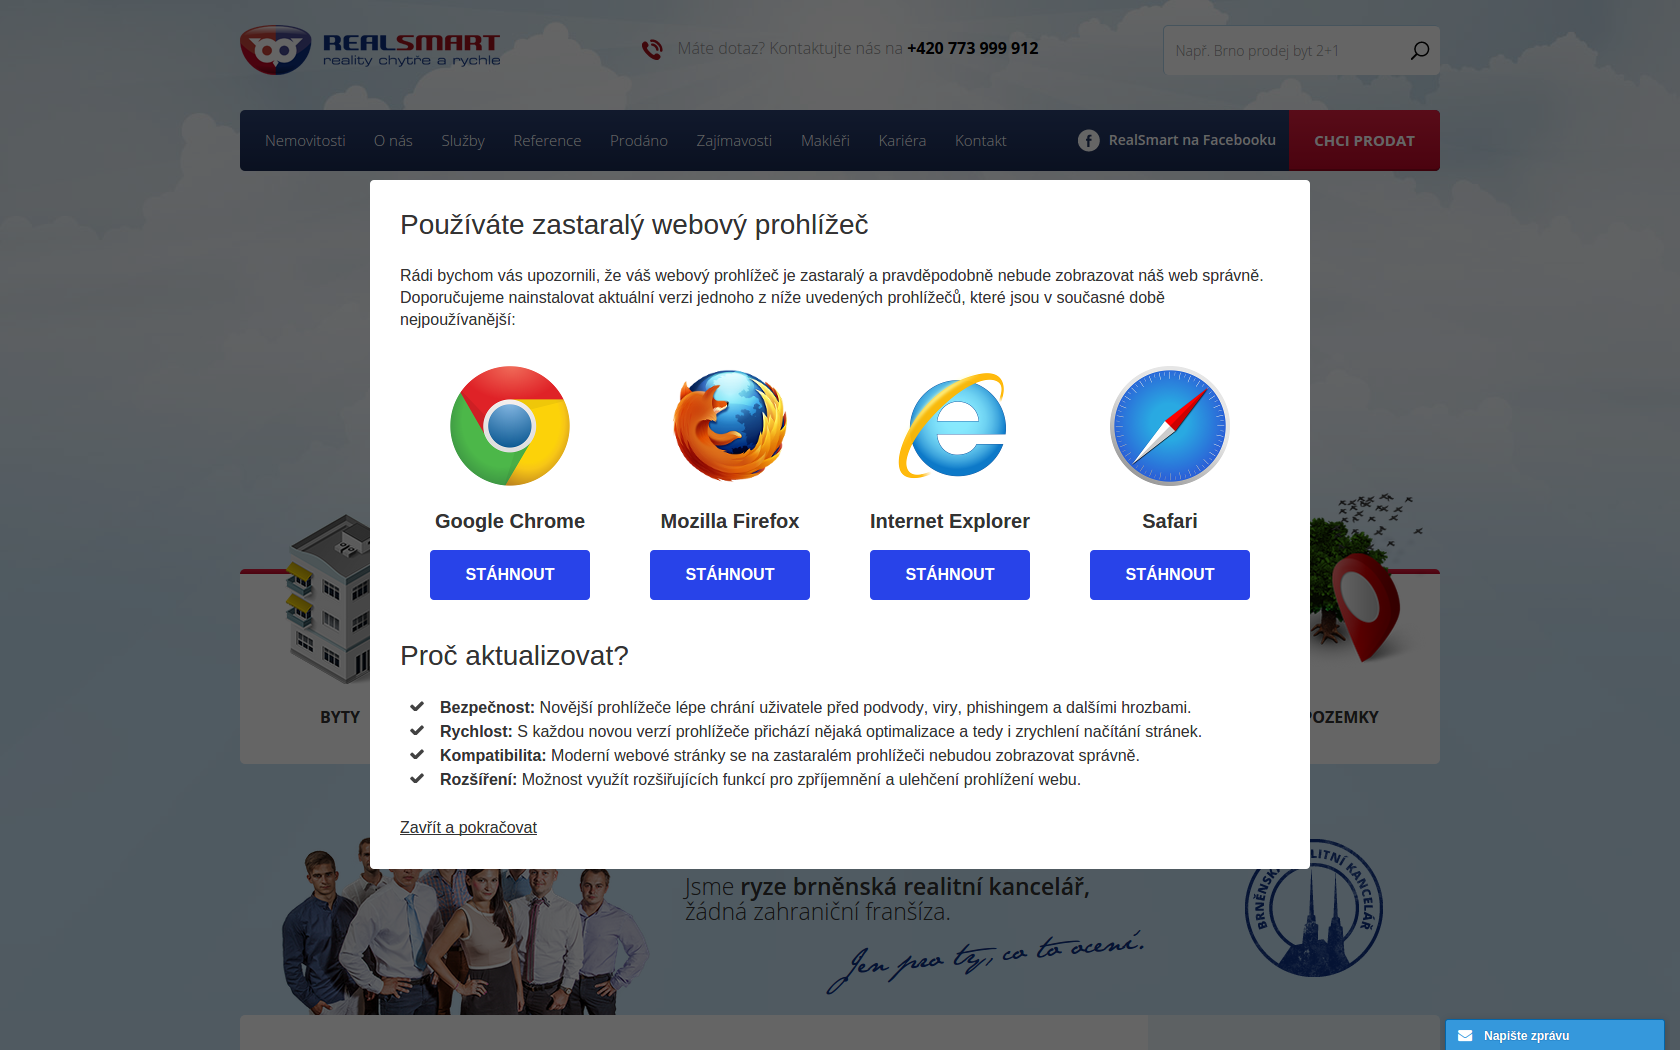 REALSMART
reality chytře a rychle
Máte dotaz? Kontaktujte nás na +420 773 999 912
Např. Brno prodej byt 2+1
Nemovitosti O nás Služby Reference Prodáno Zajímavosti Makléři Kariéra Kontakt RealSmart na Facebooku CHCI PRODAT
Používáte zastaralý webový prohlížeč
Rádi bychom vás upozornili, že váš webový prohlížeč je zastaralý a pravděpodobně nebude zobrazovat náš web správně.
Doporučujeme nainstalovat aktuální verzi jednoho z níže uvedených prohlížečů, které jsou v současné době
nejpoužívanější:
Google Chrome Mozilla Firefox Internet Explorer Safari
STÁHNOUT STÁHNOUT STÁHNOUT STÁHNOUT
Proč aktualizovat?
Bezpečnost: Novější prohlížeče lépe chrání uživatele před podvody, viry, phishingem a dalšími hrozbami.
Rychlost: S každou novou verzí prohlížeče přichází nějaká optimalizace a tedy i zrychlení načítání stránek.
Kompatibilita: Moderní webové stránky se na zastaralém prohlížeči nebudou zobrazovat správně.
Rozšíření: Možnost využít rozšiřujících funkcí pro zpříjemnění a ulehčení prohlížení webu.
Zavřít a pokračovat
BYTY
POZEMKY
Jsme ryze brněnská realitní kancelář,
žádná zahraniční franšíza.
Jen pro ty, co to ocení.
Napište zprávu